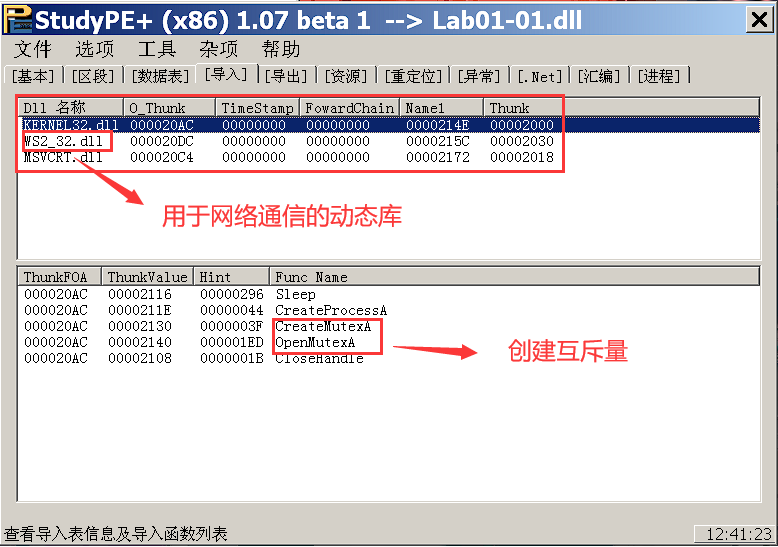 StudyPE+ (x86) 1.07 beta 1 --> Lab01-01.dll
文件 选项 工具 杂项 帮助
[基本] [区段] [数据表] [导入] [导出] [资源] [重定位] [异常] [.Net] [汇编] [进程]
Dll 名称 O_Thunk TimeStamp FowardChain Name1 Thunk
KERNEL32.dll 000020AC 00000000 00000000 0000214E 00002000
WS2_32.dll 000020DC 00000000 00000000 0000215C 00002030
MSVCRT.dll 000020C4 00000000 00000000 00002172 00002018
用于网络通信的动态库
ThunkFOA ThunkValue Hint Func Name
000020AC 00002116 00000296 Sleep
000020AC 0000211E 00000044 CreateProcessA
000020AC 00002130 0000003F CreateMutexA
000020AC 00002140 000001ED OpenMutexA
000020AC 00002108 0000001B CloseHandle
创建互斥量
查看导入表信息及导入函数列表 12:41:23